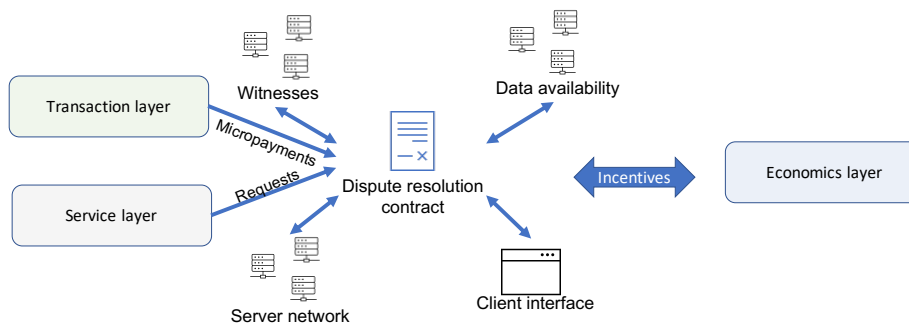 Witnesses
Data availability
Transaction layer
Micropayments
Requests
Dispute resolution
contract
Incentives
Economics layer
Service layer
Server network
Client interface